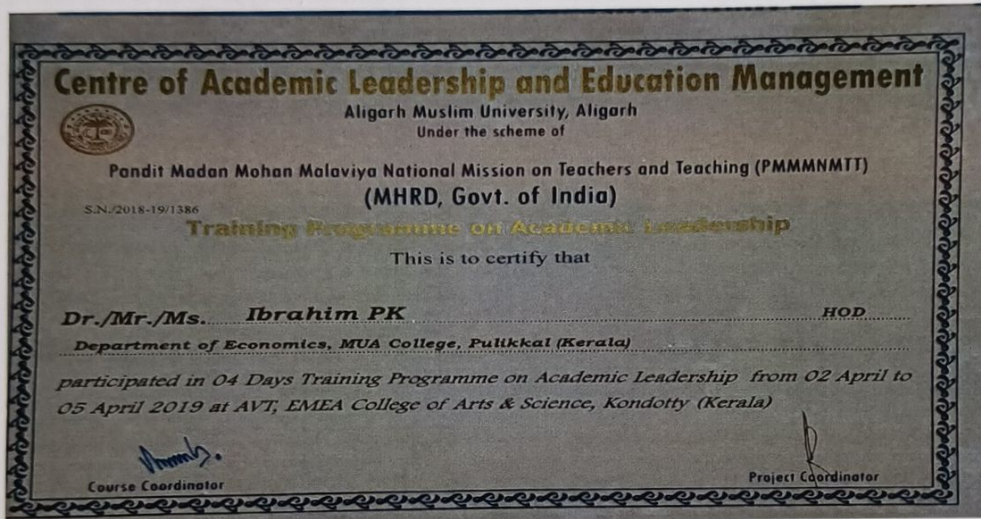 Centre of Academic Leadership and Education Management
Aligarh Muslim University, Aligarh
Under the scheme of
Pandit Madan Mohan Malaviya National Mission on Teachers and Teaching (PMMMNMTT)
(MHRD, Govt. of India)
S.N./2018-19/1386
Training Programme on Academic Leadership
This is to certify that
Dr./Mr./Ms. Ibrahim PK HOD
Department of Economics, MUA College, Pulikkal (Kerala)
participated in 04 Days Training Programme on Academic Leadership from 02 April to
05 April 2019 at AVT, EMEA College of Arts & Science, Kondotty (Kerala)
Course Coordinator
Project Coordinator